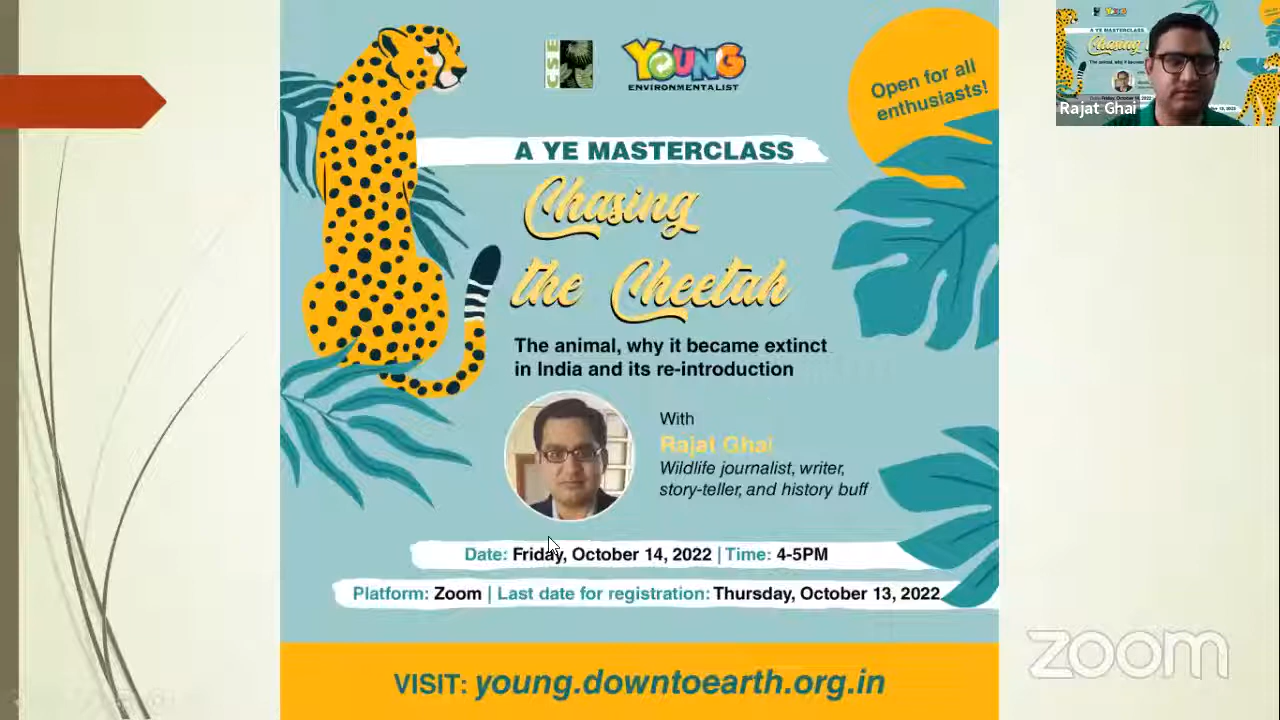 CSE
YOUNG
ENVIRONMENTALIST
Open for all
enthusiasts!
A YE MASTERCLASS
Chasing
the Cheetah
The animal, why it became extinct
in India and its re-introduction
With
Rajat Ghai
Wildlife journalist, writer,
story-teller, and history buff
Date: Friday, October 14, 2022 | Time: 4-5PM
Platform: Zoom | Last date for registration: Thursday, October 13, 2022
VISIT: young.downtoearth.org.in
Rajat Ghai
A YE MASTERCLASS
Chasing
zoom